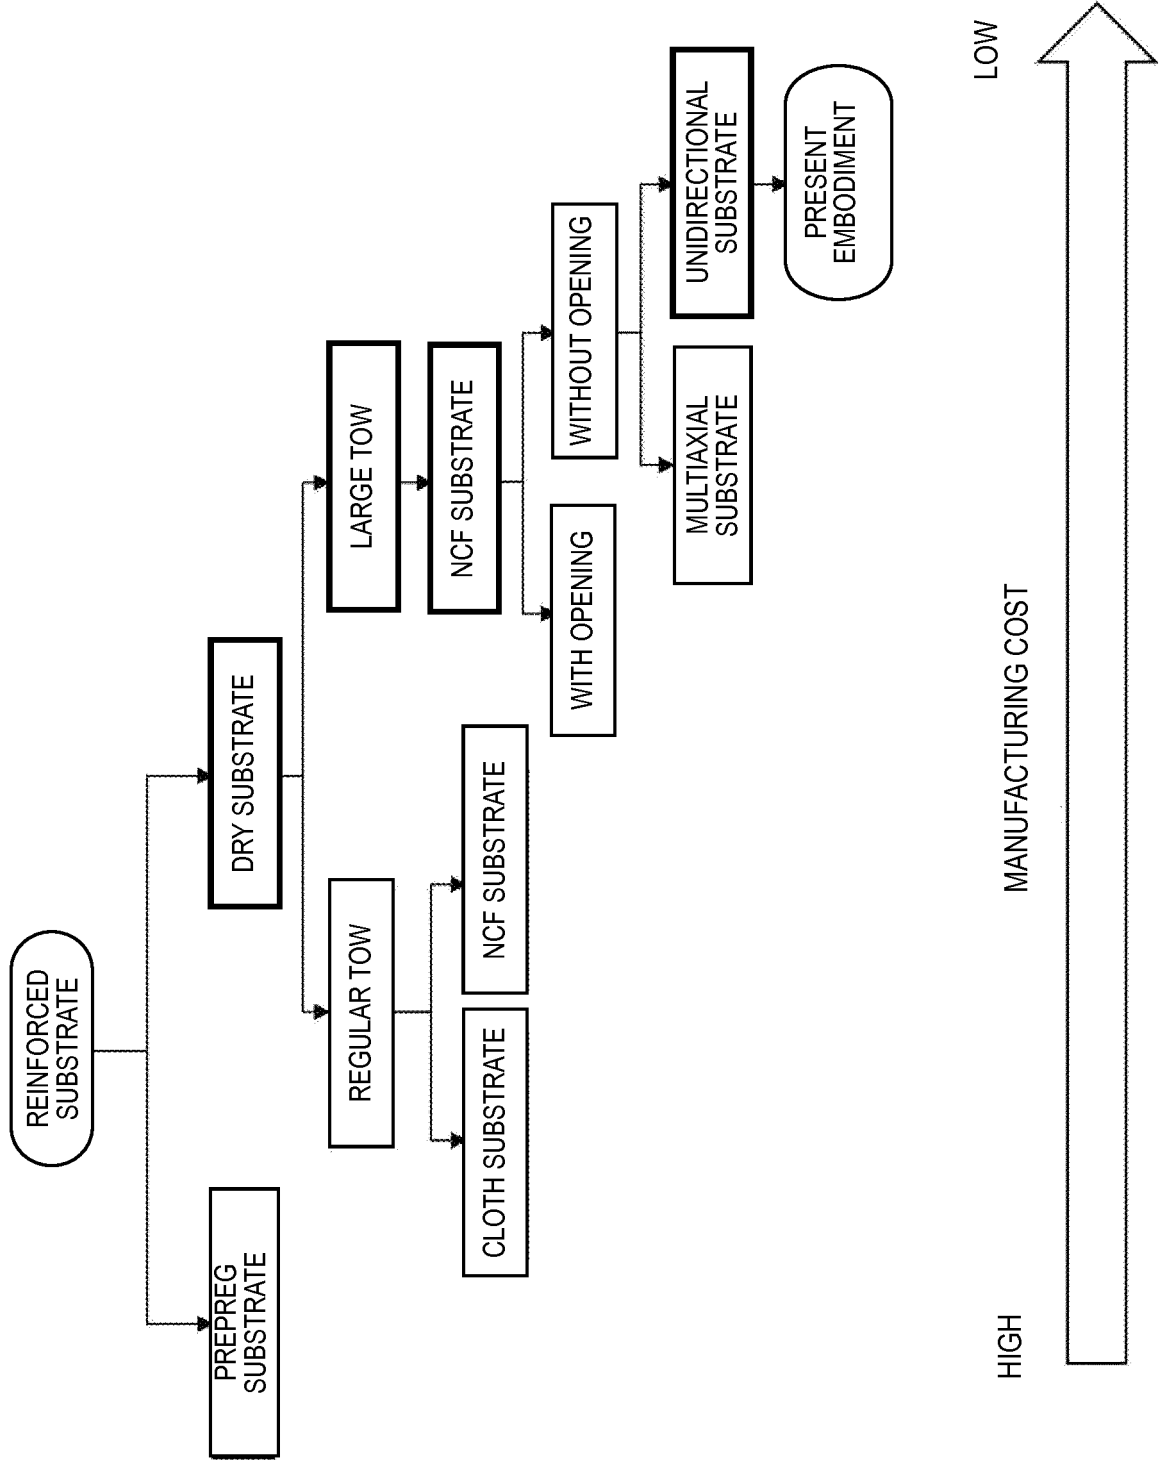 REINFORCED
SUBSTRATE
PREPREG
SUBSTRATE
DRY SUBSTRATE
REGULAR TOW
LARGE TOW
CLOTH SUBSTRATE
NCF SUBSTRATE
NCF SUBSTRATE
WITH OPENING
WITHOUT OPENING
MULTIAXIAL
SUBSTRATE
UNIDIRECTIONAL
SUBSTRATE
PRESENT
EMBODIMENT
HIGH
MANUFACTURING COST
LOW